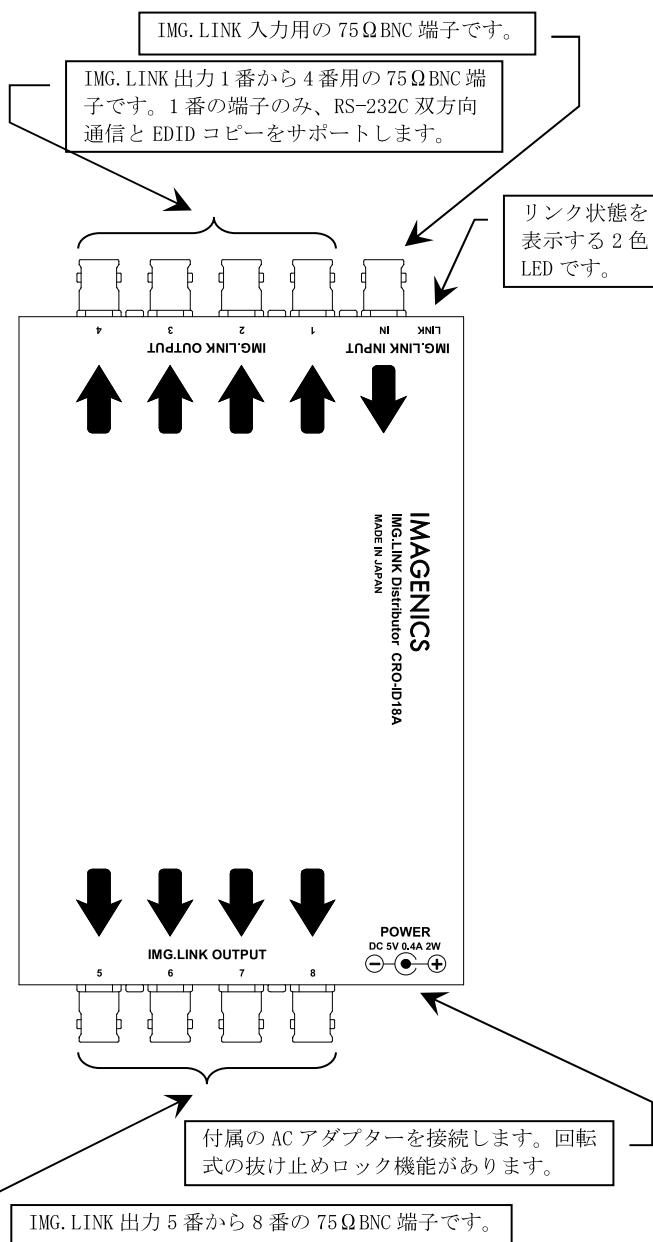 IMG.LINK 入力用の 75ΩBNC 端子です。
IMG.LINK 出力1番から4番用の 75ΩBNC 端
子です。1番の端子のみ、RS-232C 双方向
通信と EDID コピーをサポートします。
リンク状態を
表示する2色
LED です。
4
3
2
1
IN
LINK
IMG.LINK OUTPUT
IMG.LINK INPUT
IMAGENICS
IMG.LINK Distributor CRO-ID18A
MADE IN JAPAN
POWER
DC 5V 0.4A 2W
IMG.LINK OUTPUT
5
6
7
8
付属の AC アダプターを接続します。回転
式の抜け止めロック機能があります。
IMG.LINK 出力5番から8番の 75ΩBNC 端子です。